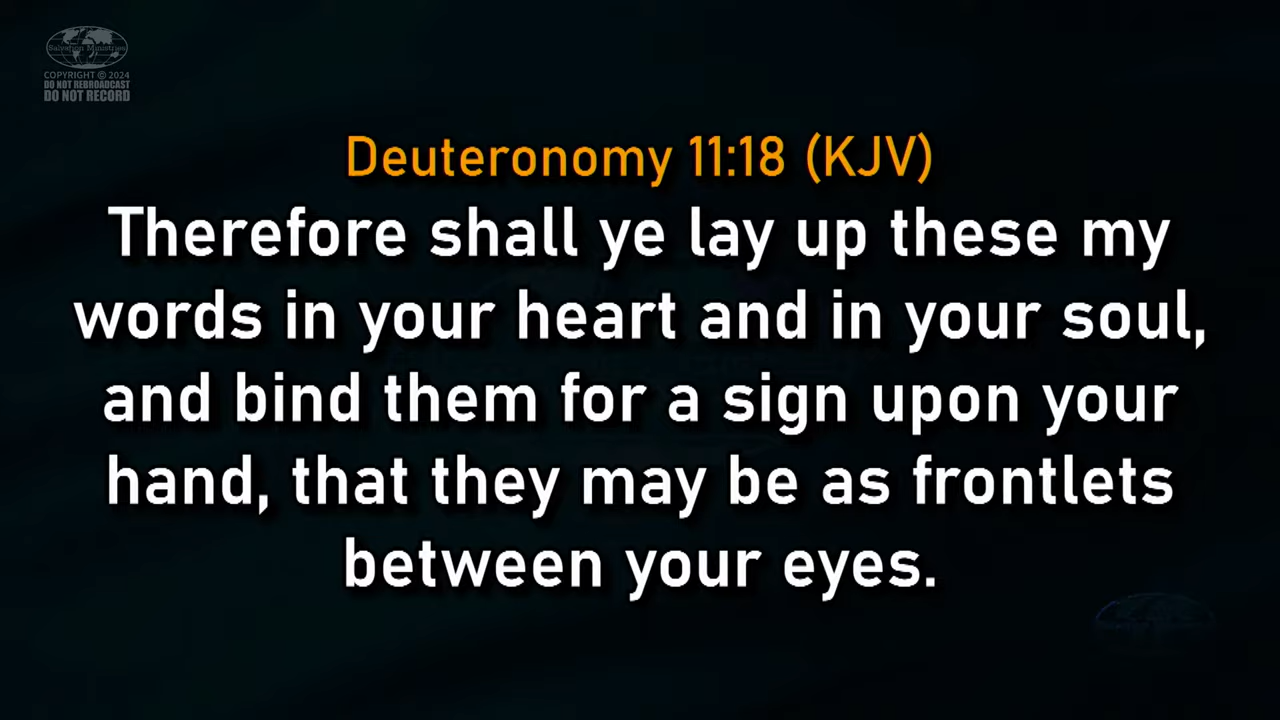 Salvation Ministries
COPYRIGHT © 2024
DO NOT REBROADCAST
DO NOT RECORD
Deuteronomy 11:18 (KJV)
Therefore shall ye lay up these my
words in your heart and in your soul,
and bind them for a sign upon your
hand, that they may be as frontlets
between your eyes.